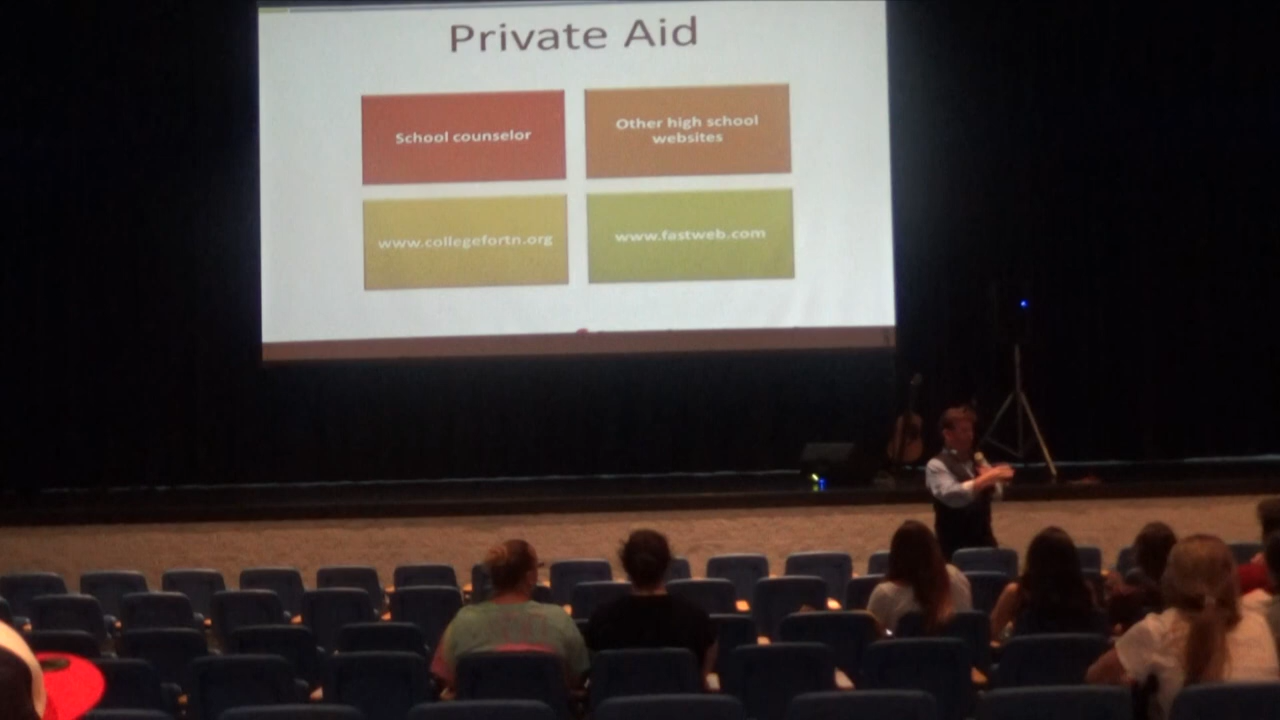 Private Aid
School counselor
Other high school
websites
www.collegefortn.org
www.fastweb.com